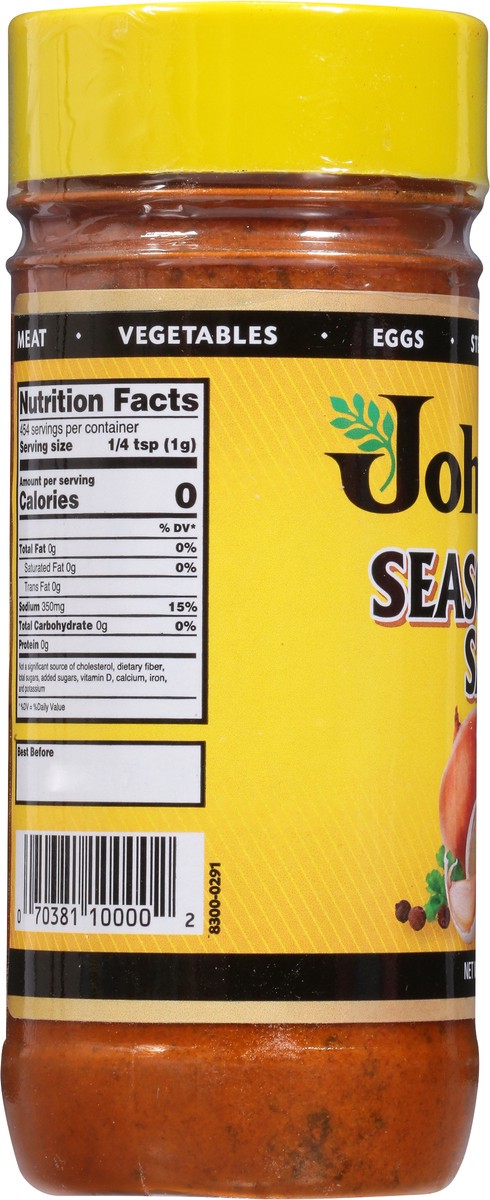 MEAT • VEGETABLES • EGGS •
Nutrition Facts
454 servings per container
Serving size 1/4 tsp (1g)
Amount per serving
Calories 0
% DV*
Total Fat 0g 0%
Saturated Fat 0g 0%
Trans Fat 0g
Sodium 350mg 15%
Total Carbohydrate 0g 0%
Protein 0g
Not a significant source of cholesterol, dietary fiber,
total sugars, added sugars, vitamin D, calcium, iron,
and potassium
*%DV = %Daily Value
Best Before
0 70381 10000 2
8300-0291
Joh
SEAS
S
NET